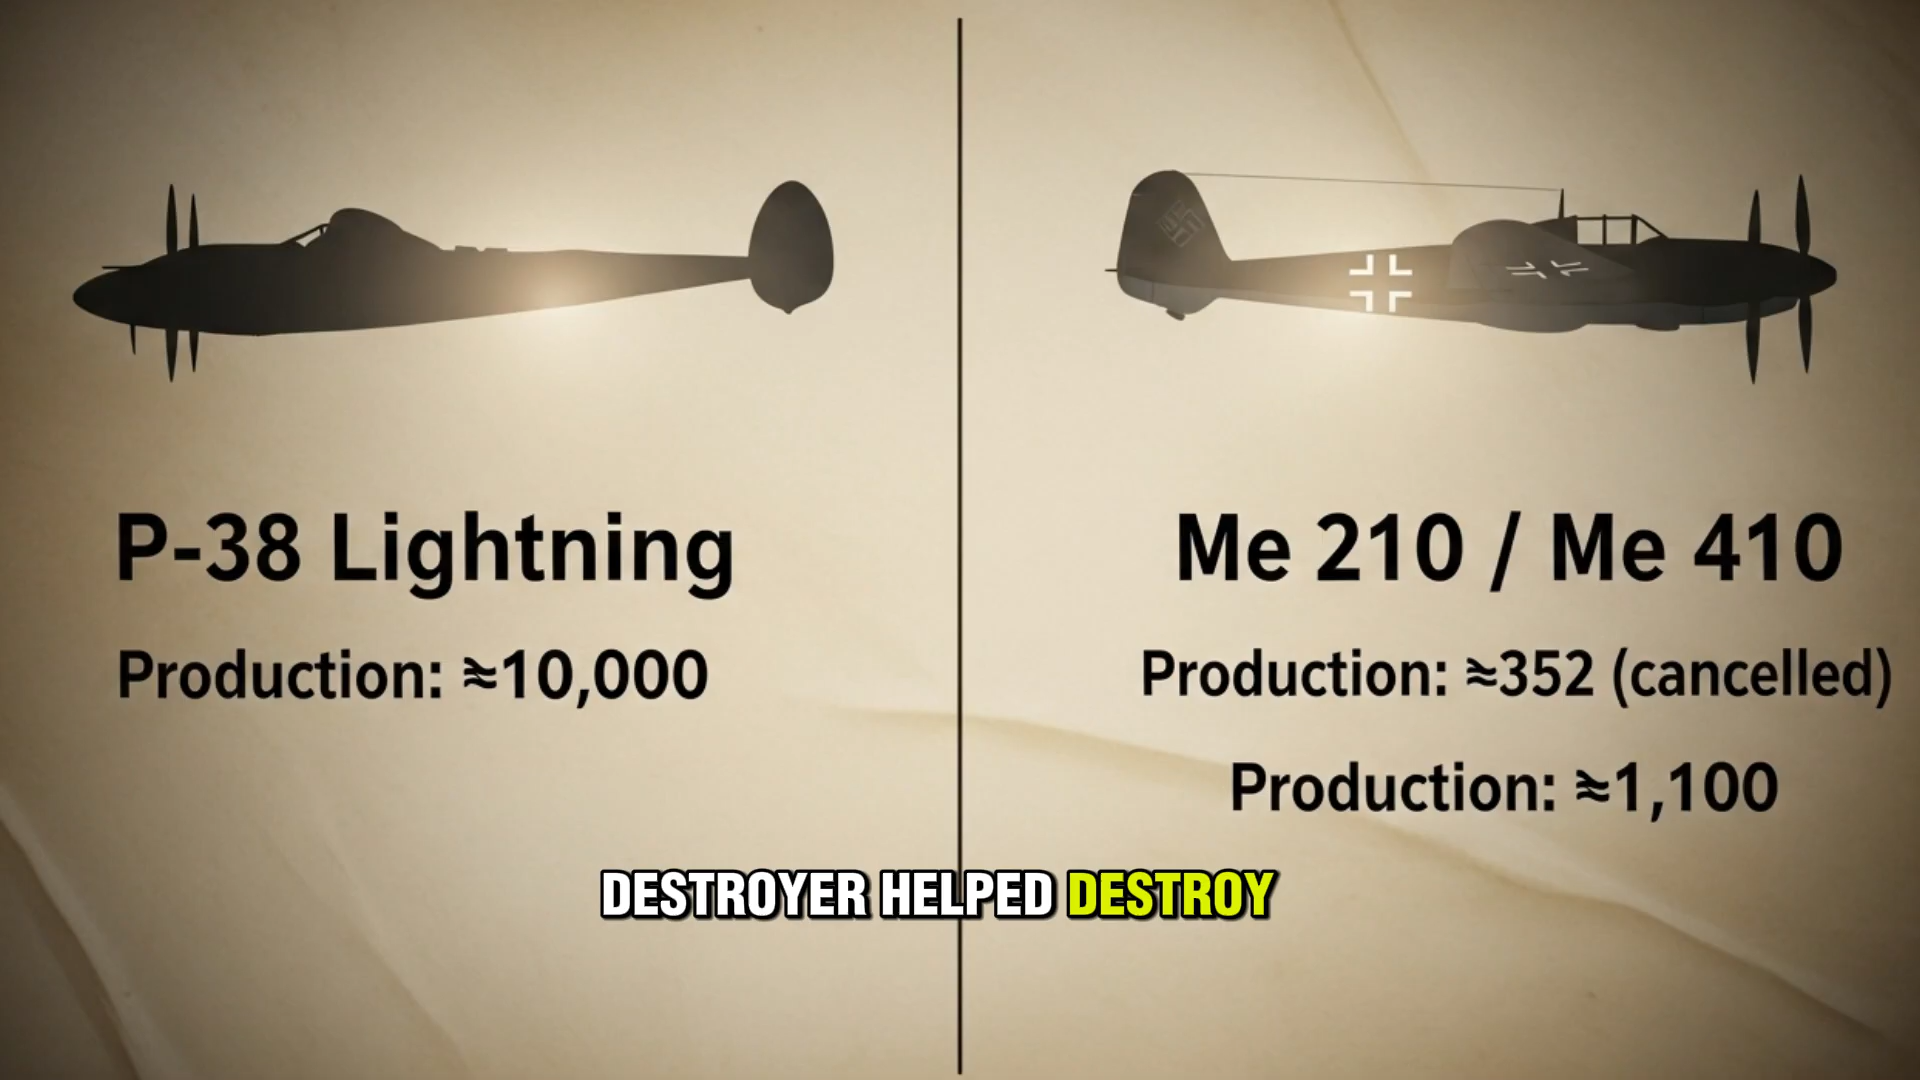 P-38 Lightning
Production: ≈10,000
Me 210 / Me 410
Production: ≈352 (cancelled)
Production: ≈1,100
DESTROYER HELPED DESTROY